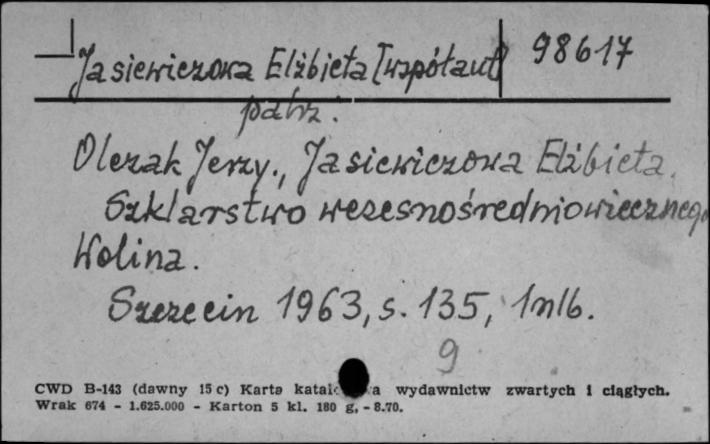 Jasiewiczowa Elżbieta [współaut] 98617
patrz.
Olczak Jerzy., Jasiewiczowa Elżbieta.
Szklarstwo wczesnośredniowiecznego
Wolina.
Szczecin 1963, s. 135, 1nlb.
9
CWD B-143 (dawny 15 c) Karta wydawnictw zwartych i ciągłych.
Wrak 674 - 1.625.000 - Karton 5 kl. 180 g. - 8.70.